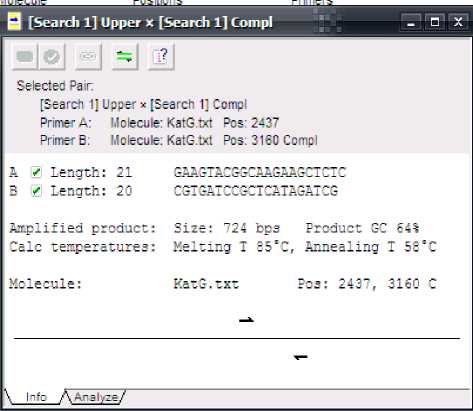 Molecule Positions Primers
[Search 1] Upper × [Search 1] Compl
Selected Pair:
[Search 1] Upper × [Search 1] Compl
Primer A: Molecule: KatG.txt Pos: 2437
Primer B: Molecule: KatG.txt Pos: 3160 Compl
A Length: 21 GAAGTACGGCAAGAAGCTCTC
B Length: 20 CGTGATCCGCTCATAGATCG
Amplified product: Size: 724 bps Product GC 64%
Calc temperatures: Melting T 85°C, Annealing T 58°C
Molecule: KatG.txt Pos: 2437, 3160 C
Info Analyze